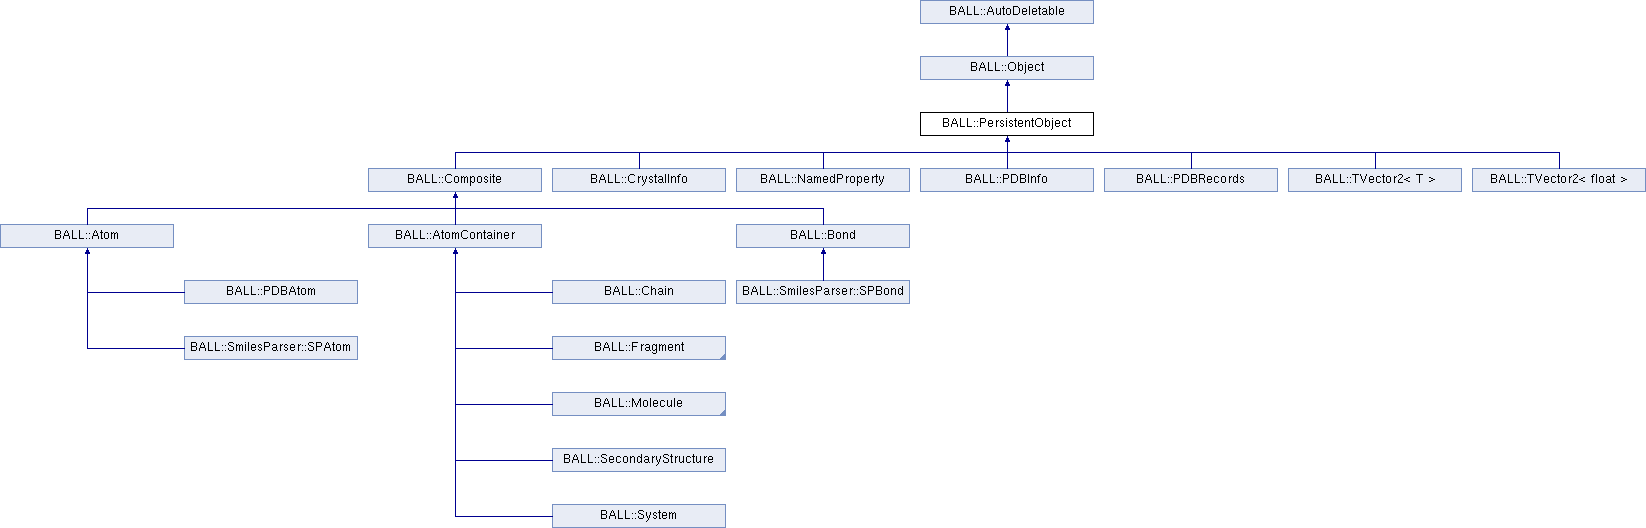 BALL::AutoDeletable
BALL::Object
BALL::PersistentObject
BALL::Composite
BALL::CrystalInfo
BALL::NamedProperty
BALL::PDBInfo
BALL::PDBRecords
BALL::TVector2< T >
BALL::TVector2< float >
BALL::Atom
BALL::AtomContainer
BALL::Bond
BALL::PDBAtom
BALL::Chain
BALL::SmilesParser::SPBond
BALL::SmilesParser::SPAtom
BALL::Fragment
BALL::Molecule
BALL::SecondaryStructure
BALL::System